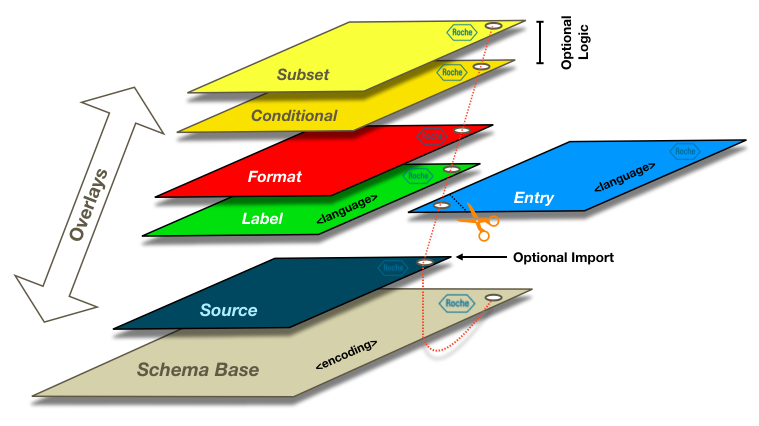 Roche
Optional
Logic
Subset
Roche
Conditional
Roche
Format
Roche
Label
<language>
Roche
Entry
<language>
Overlays
Optional Import
Roche
Source
Roche
Schema Base
<encoding>